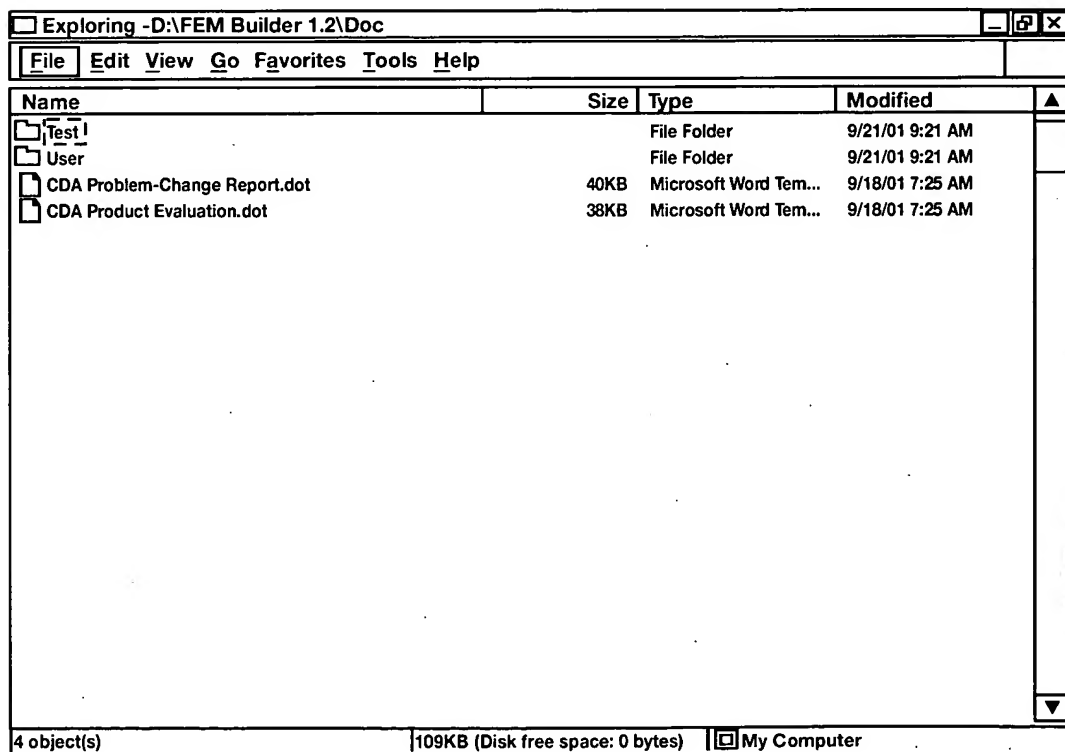 Exploring -D:\FEM Builder 1.2\Doc
File Edit View Go Favorites Tools Help
Name Size Type Modified
Test File Folder 9/21/01 9:21 AM
User File Folder 9/21/01 9:21 AM
CDA Problem-Change Report.dot 40KB Microsoft Word Tem... 9/18/01 7:25 AM
CDA Product Evaluation.dot 38KB Microsoft Word Tem... 9/18/01 7:25 AM
4 object(s) 109KB (Disk free space: 0 bytes) My Computer